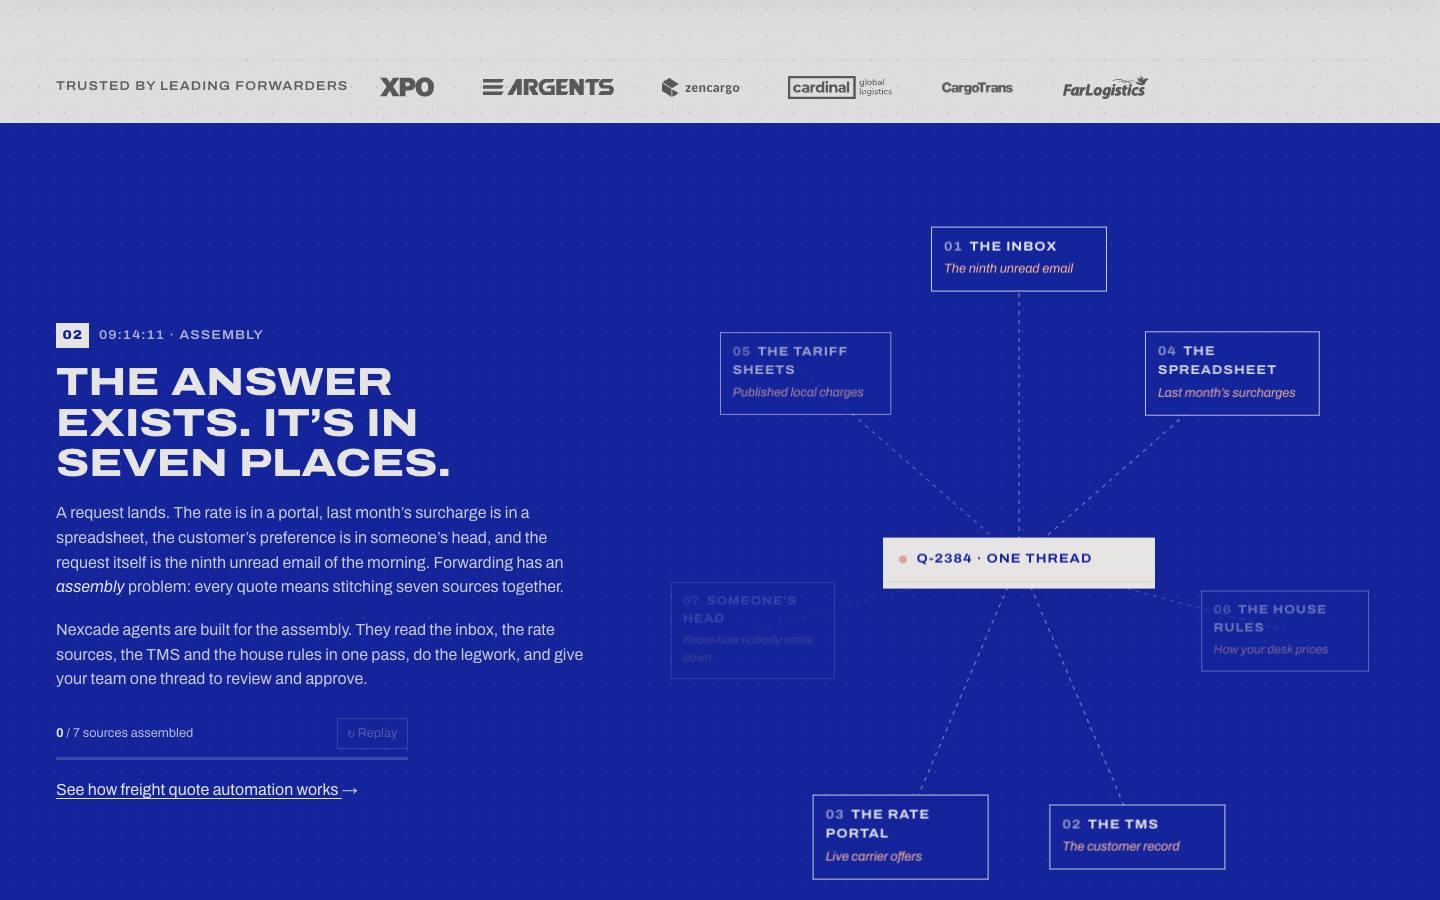 TRUSTED BY LEADING FORWARDERS
XPO
ARGENTS
zencargo
cardinal global logistics
CargoTrans
FarLogistics
02 09:14:11 · ASSEMBLY
THE ANSWER
EXISTS. IT’S IN
SEVEN PLACES.
A request lands. The rate is in a portal, last month’s surcharge is in a
spreadsheet, the customer’s preference is in someone’s head, and the
request itself is the ninth unread email of the morning. Forwarding has an
assembly problem: every quote means stitching seven sources together.
Nexcade agents are built for the assembly. They read the inbox, the rate
sources, the TMS and the house rules in one pass, do the legwork, and give
your team one thread to review and approve.
0 / 7 sources assembled
↻ Replay
See how freight quote automation works →
01 THE INBOX
The ninth unread email
05 THE TARIFF
SHEETS
Published local charges
04 THE
SPREADSHEET
Last month’s surcharges
Q-2384 · ONE THREAD
07 SOMEONE’S
HEAD
Know-how nobody wrote
down
06 THE HOUSE
RULES
How your desk prices
03 THE RATE
PORTAL
Live carrier offers
02 THE TMS
The customer record